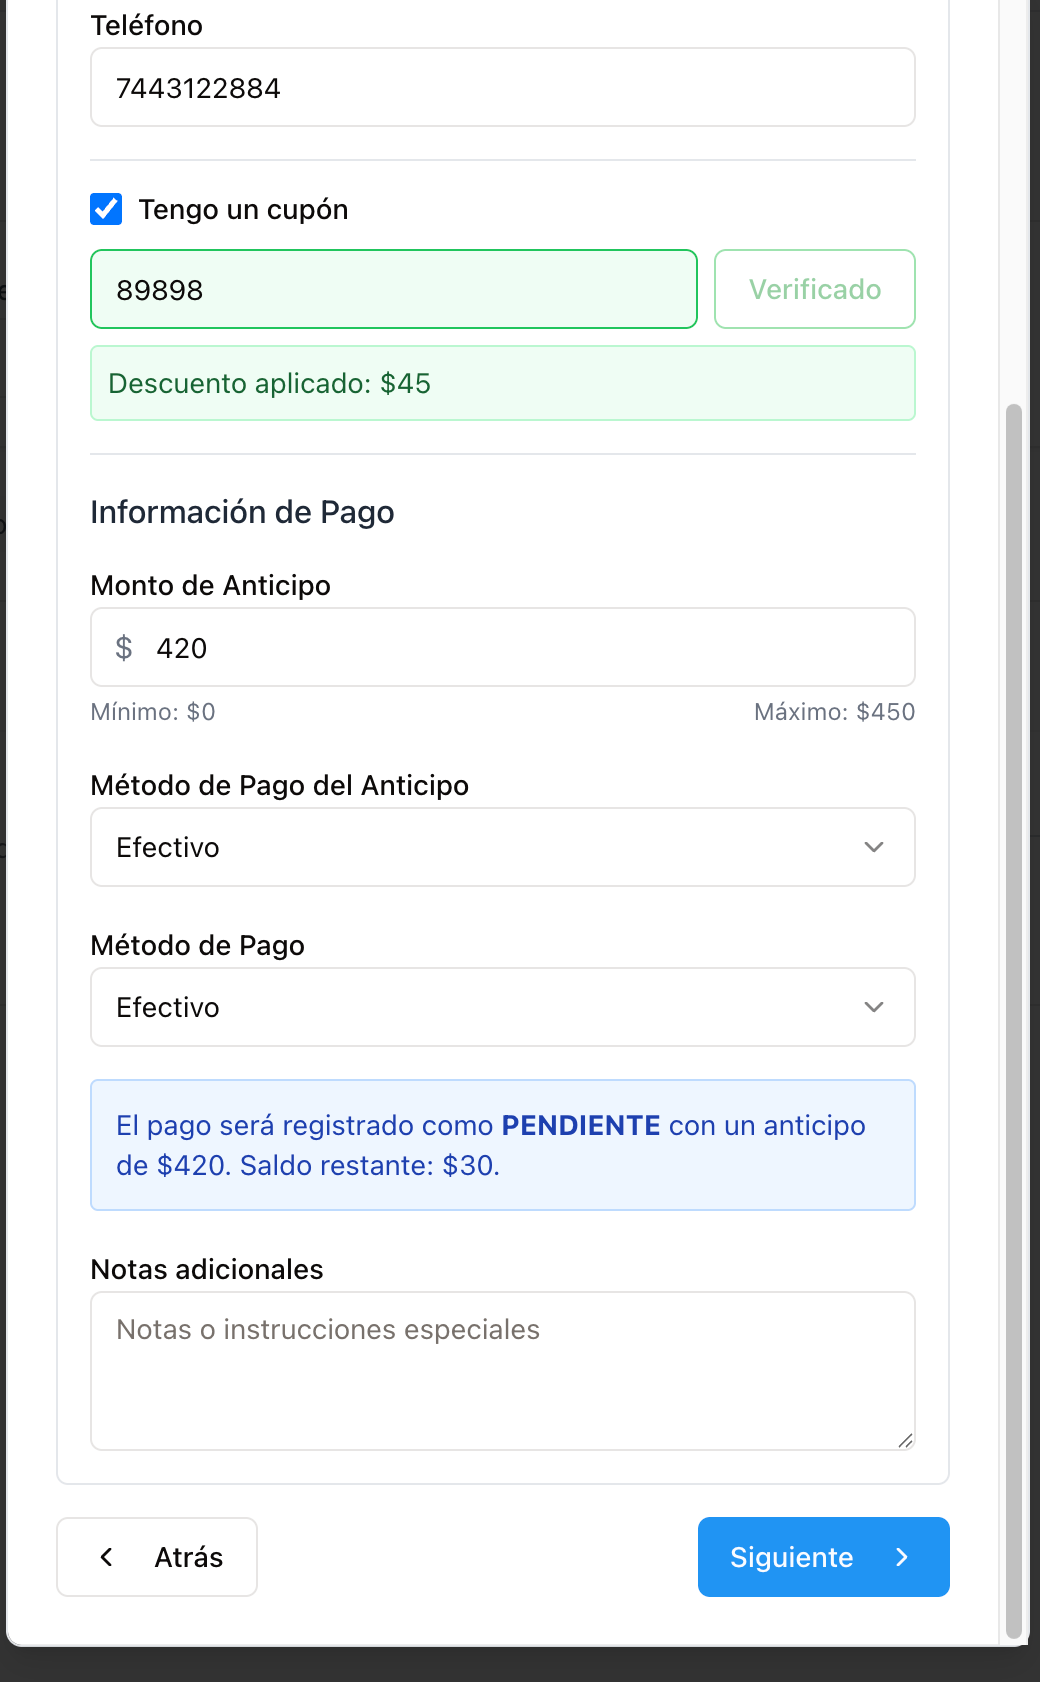 Teléfono
7443122884
Tengo un cupón
89898
Verificado
Descuento aplicado: $45
Información de Pago
Monto de Anticipo
$ 420
Mínimo: $0
Máximo: $450
Método de Pago del Anticipo
Efectivo
Método de Pago
Efectivo
El pago será registrado como PENDIENTE con un anticipo
de $420. Saldo restante: $30.
Notas adicionales
Notas o instrucciones especiales
Atrás
Siguiente